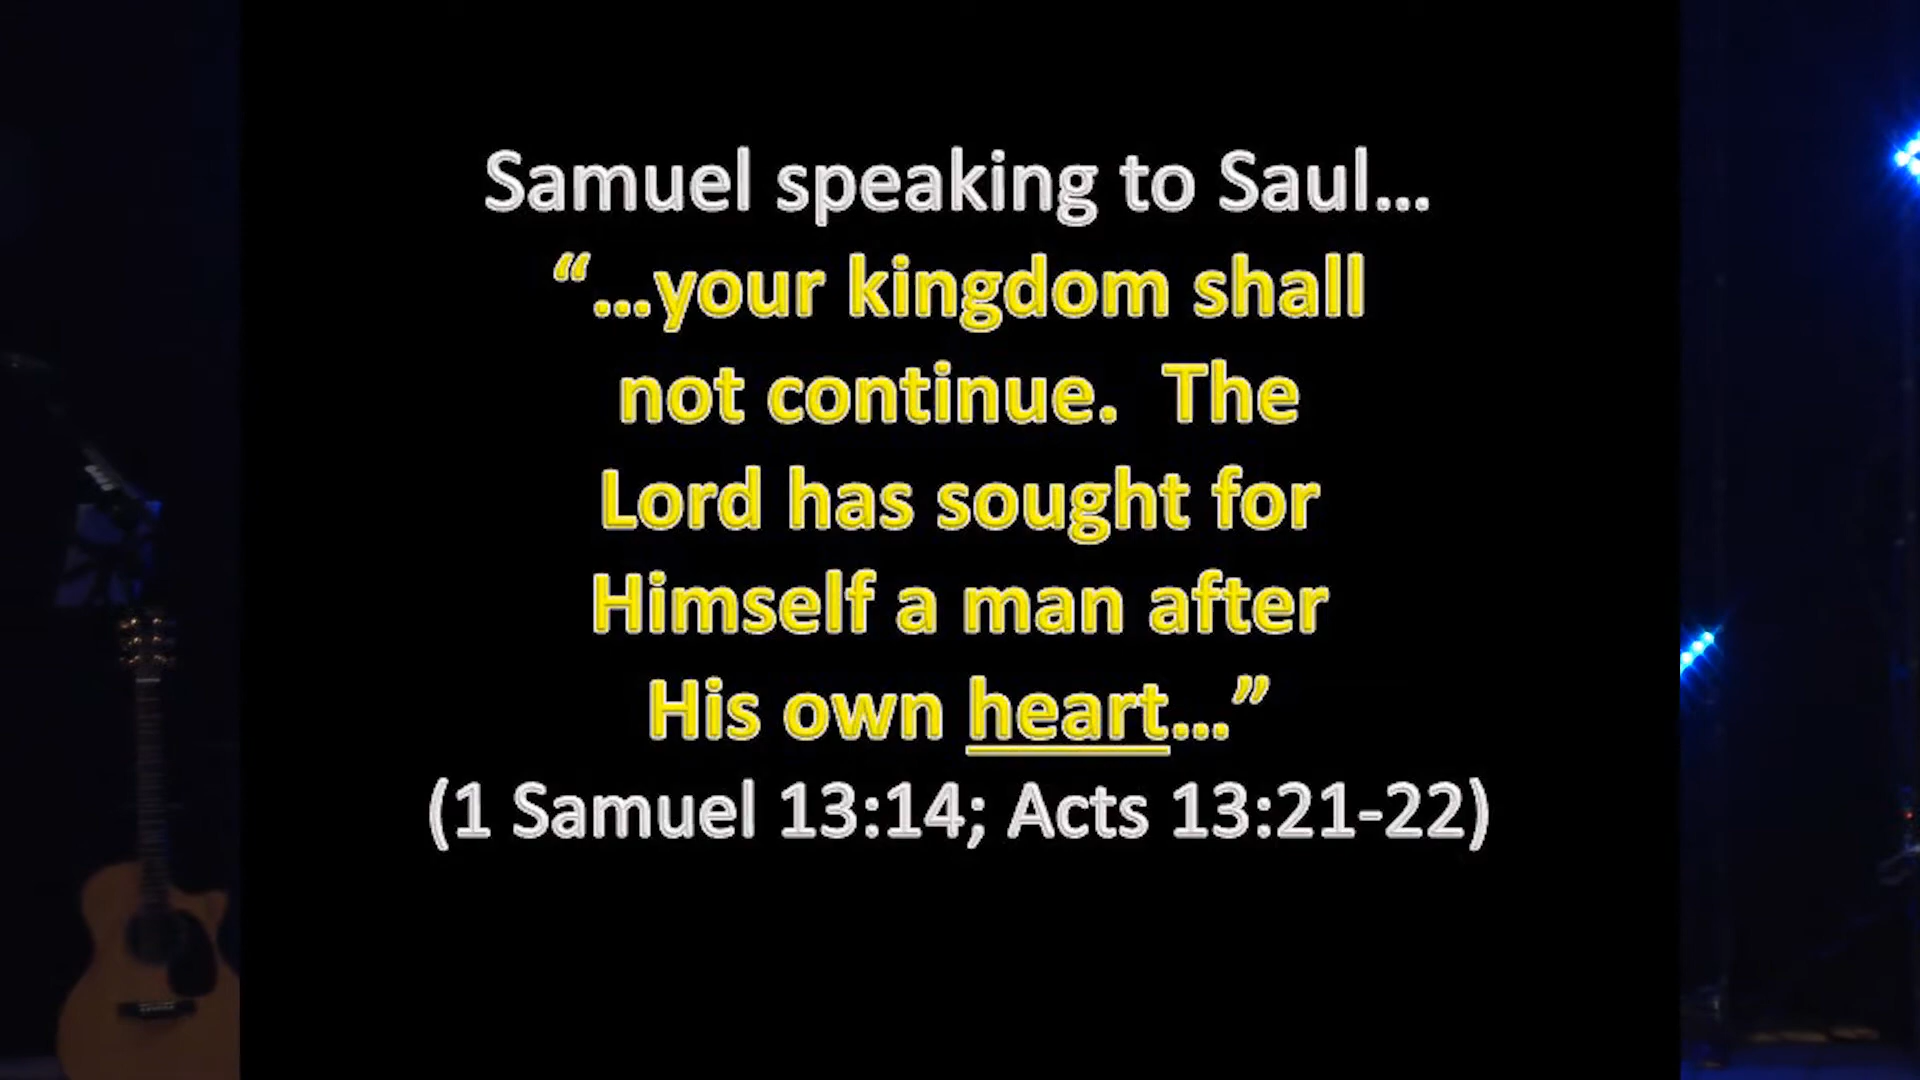 Samuel speaking to Saul...
“...your kingdom shall
not continue.  The
Lord has sought for
Himself a man after
His own heart...”
(1 Samuel 13:14; Acts 13:21-22)